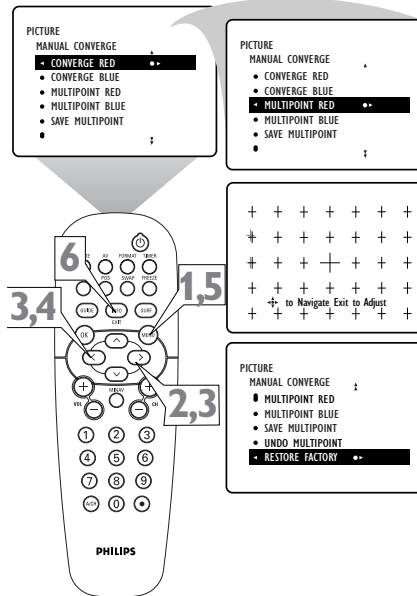 PICTURE
MANUAL CONVERGE
CONVERGE RED
CONVERGE BLUE
MULTIPOINT RED
MULTIPOINT BLUE
SAVE MULTIPOINT
PICTURE
MANUAL CONVERGE
CONVERGE RED
CONVERGE BLUE
MULTIPOINT RED
MULTIPOINT BLUE
SAVE MULTIPOINT
to Navigate Exit to Adjust
PICTURE
MANUAL CONVERGE
MULTIPOINT RED
MULTIPOINT BLUE
SAVE MULTIPOINT
UNDO MULTIPOINT
RESTORE FACTORY
6
1,5
3,4
2,3
AV FORMAT TIMER
POS SWAP FREEZE
GUIDE SURF
EXIT
OK MENU
VOL MINAV CH
1 2 3
4 5 6
7 8 9
A/CH 0
PHILIPS